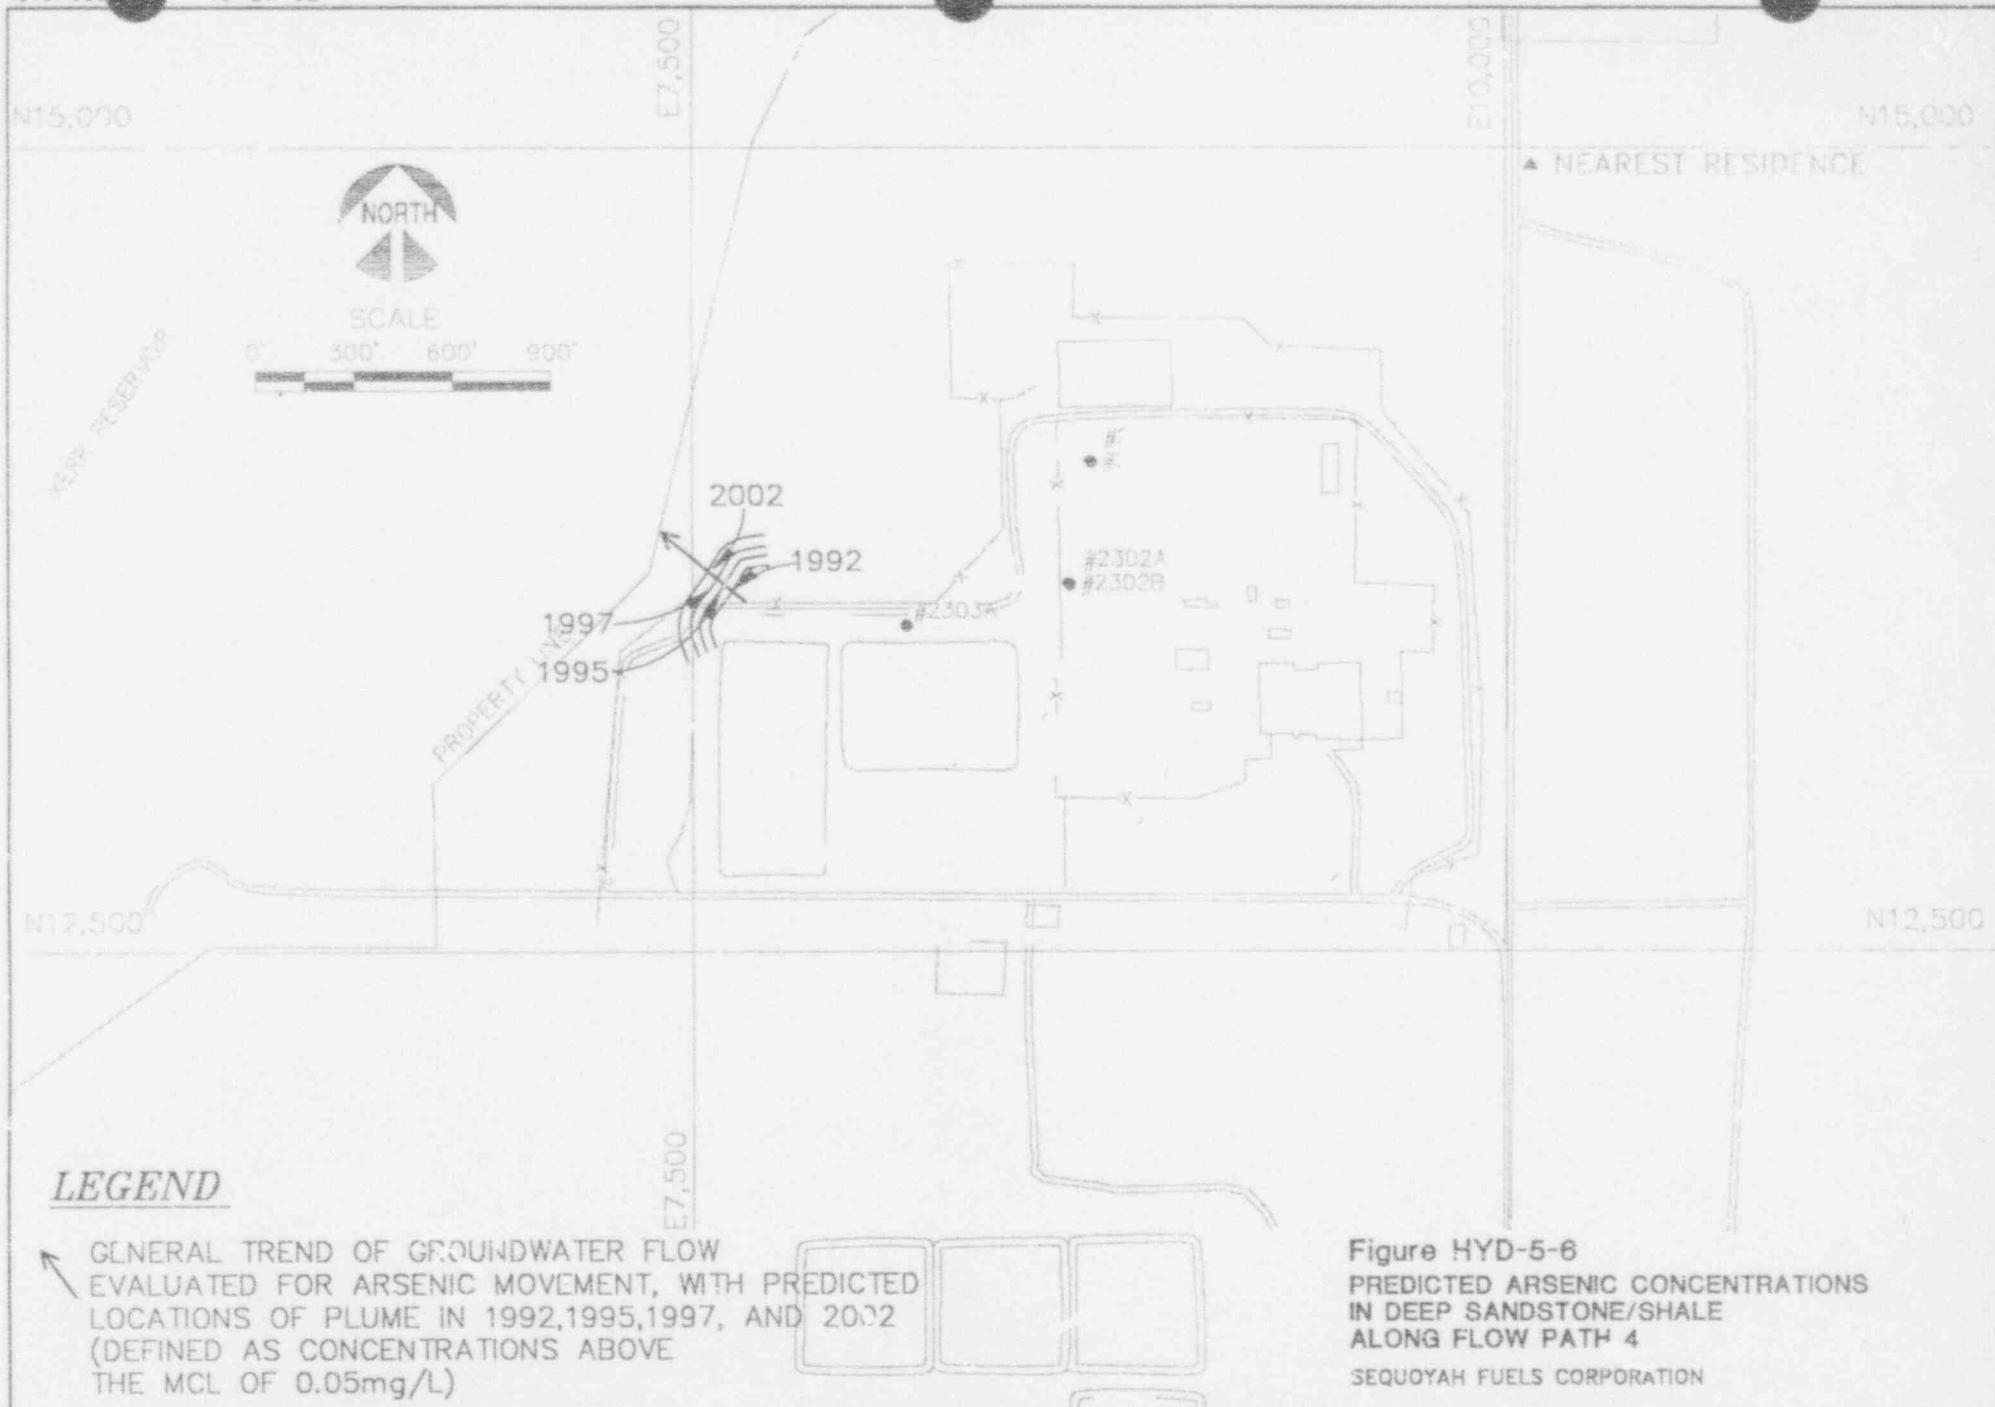 E7,500
E10,000
N15,000
N15,000
▲ NEAREST RESIDENCE
NORTH
SCALE
0' 300' 600' 900'
KERR RESERVOIR
2002
1992
1997
1995
PROPERTY LINE
#2302A
#2302B
#2303A
N12,500
N12,500
E7,500
LEGEND
GENERAL TREND OF GROUNDWATER FLOW
EVALUATED FOR ARSENIC MOVEMENT, WITH PREDICTED
LOCATIONS OF PLUME IN 1992,1995,1997, AND 2002
(DEFINED AS CONCENTRATIONS ABOVE
THE MCL OF 0.05mg/L)
Figure HYD-5-6
PREDICTED ARSENIC CONCENTRATIONS
IN DEEP SANDSTONE/SHALE
ALONG FLOW PATH 4
SEQUOYAH FUELS CORPORATION